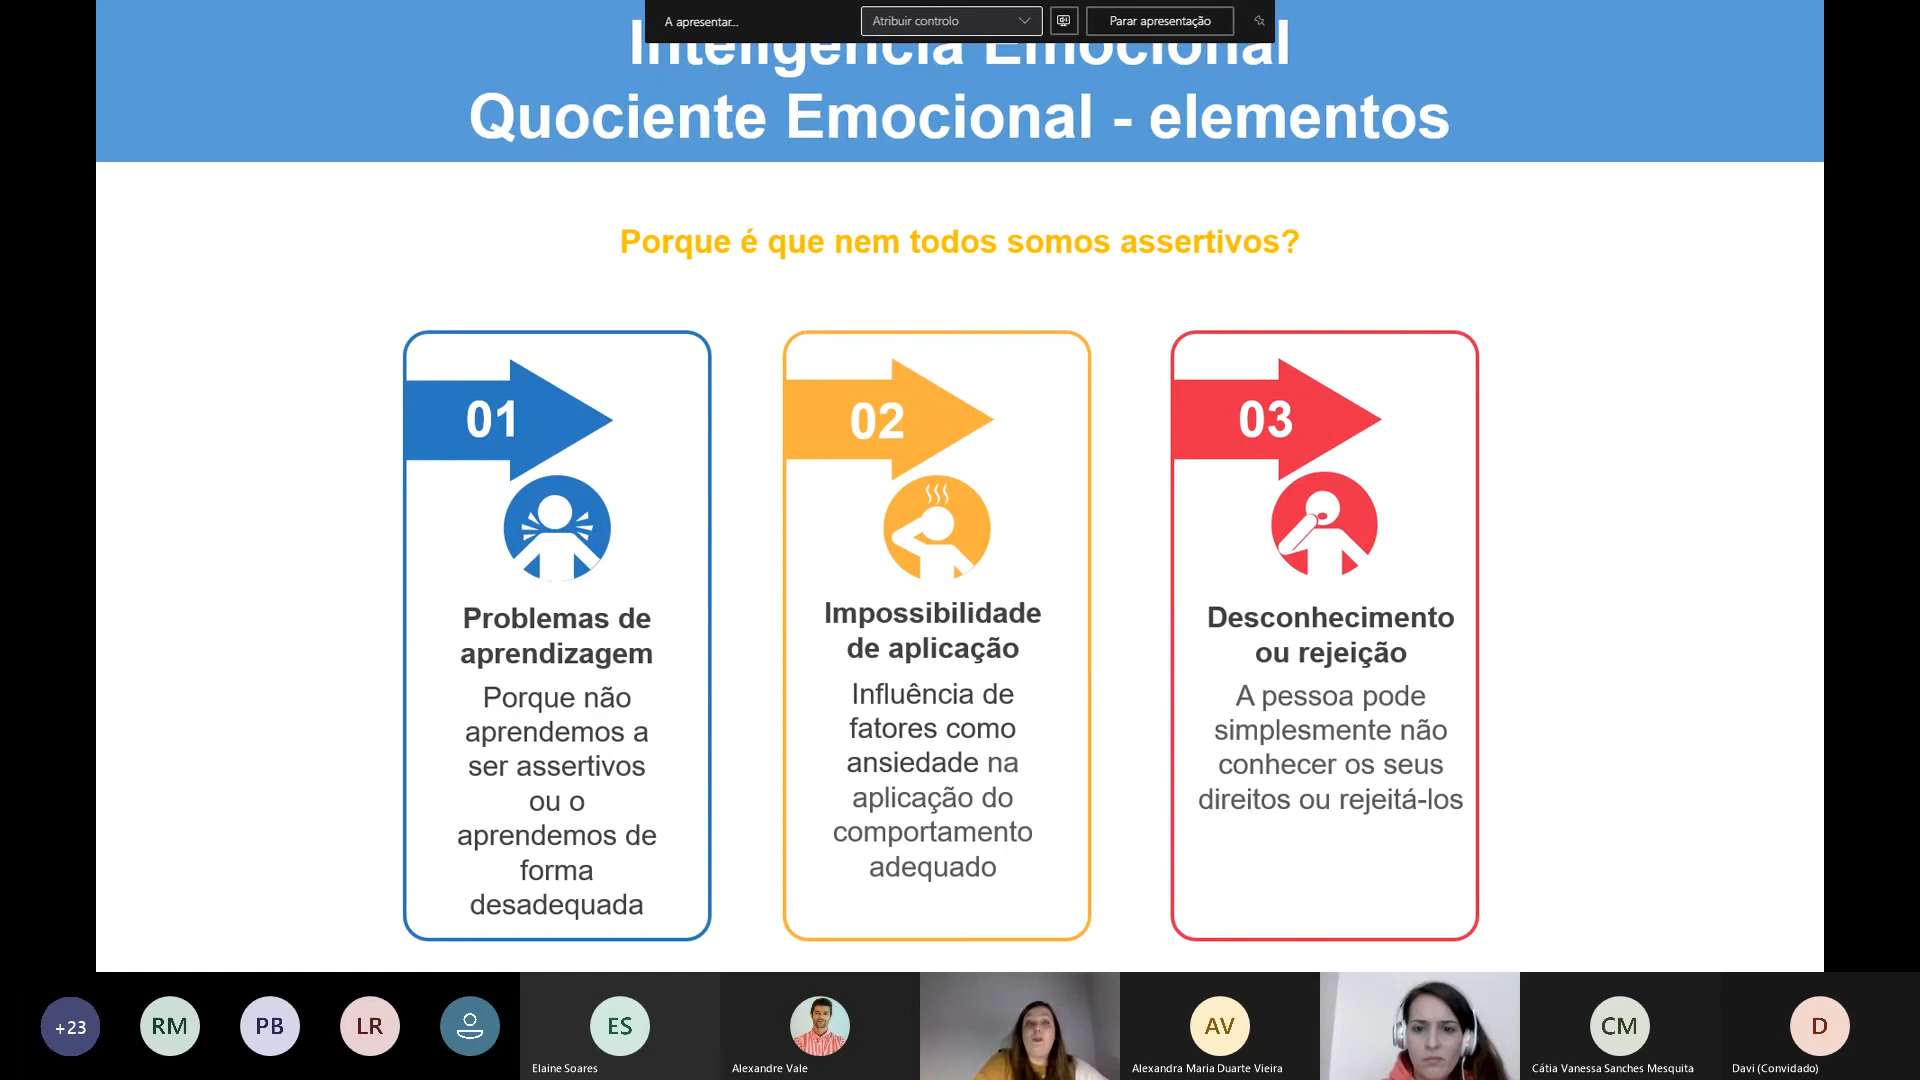 A apresentar...
Atribuir controlo
Parar apresentação
Inteligência Emocional
Quociente Emocional - elementos
Porque é que nem todos somos assertivos?
01
Problemas de
aprendizagem
Porque não
aprendemos a
ser assertivos
ou o
aprendemos de
forma
desadequada
02
Impossibilidade
de aplicação
Influência de
fatores como
ansiedade na
aplicação do
comportamento
adequado
03
Desconhecimento
ou rejeição
A pessoa pode
simplesmente não
conhecer os seus
direitos ou rejeitá-los
+23
RM
PB
LR
ES
Elaine Soares
Alexandre Vale
AV
Alexandra Maria Duarte Vieira
CM
Cátia Vanessa Sanches Mesquita
D
Davi (Convidado)